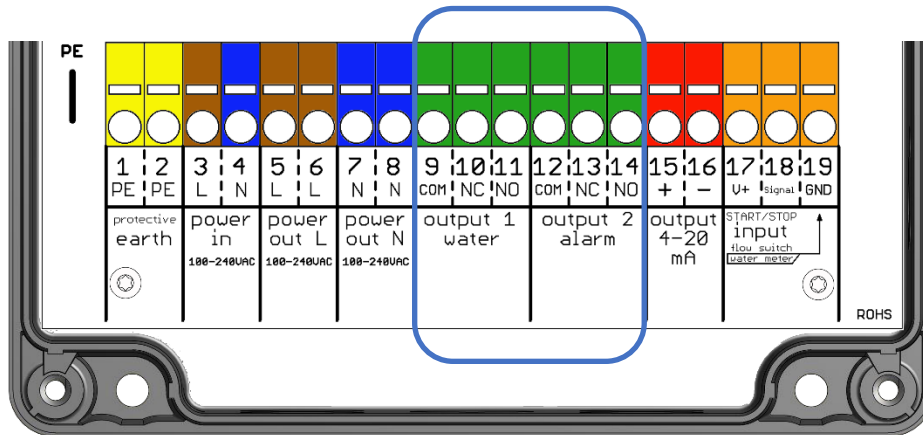 PE
1 2 3 4 5 6 7 8 9 10 11 12 13 14 15 16 17 18 19
PE PE L N L L N N COM NC NO COM NC NO + - V+ Signal GND
protective
earth
power
in
100-240VAC
power
out L
100-240VAC
power
out N
100-240VAC
output 1
water
output 2
alarm
output
4-20
mA
START/STOP
input
flow switch
water meter
ROHS